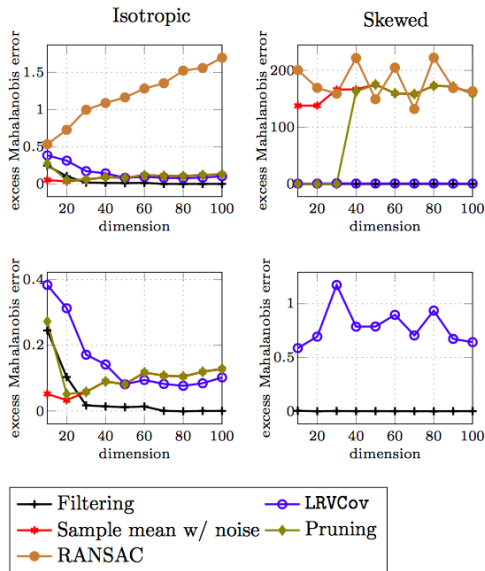 Isotropic
Skewed
excess Mahalanobis error
1.5
1
0.5
0
20 40 60 80 100
dimension
excess Mahalanobis error
200
100
0
20 40 60 80 100
dimension
excess Mahalanobis error
0.4
0.2
0
20 40 60 80 100
dimension
excess Mahalanobis error
1
0.5
0
20 40 60 80 100
dimension
Filtering
LRVCov
Sample mean w/ noise
Pruning
RANSAC